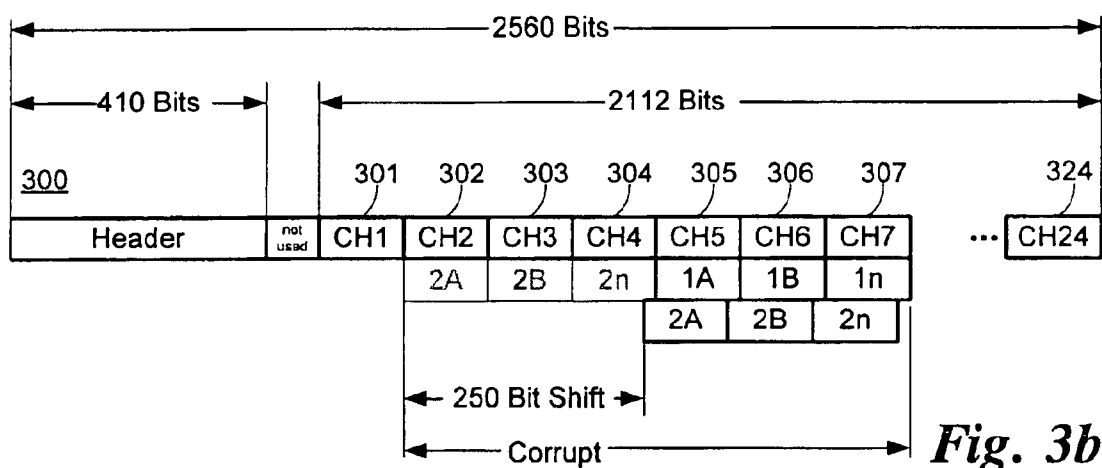 2560 Bits
410 Bits
2112 Bits
300
301 302 303 304 305 306 307 324
Header not used CH1 CH2 CH3 CH4 CH5 CH6 CH7 ... CH24
2A 2B 2n 1A 1B 1n
2A 2B 2n
250 Bit Shift
Corrupt
Fig. 3b